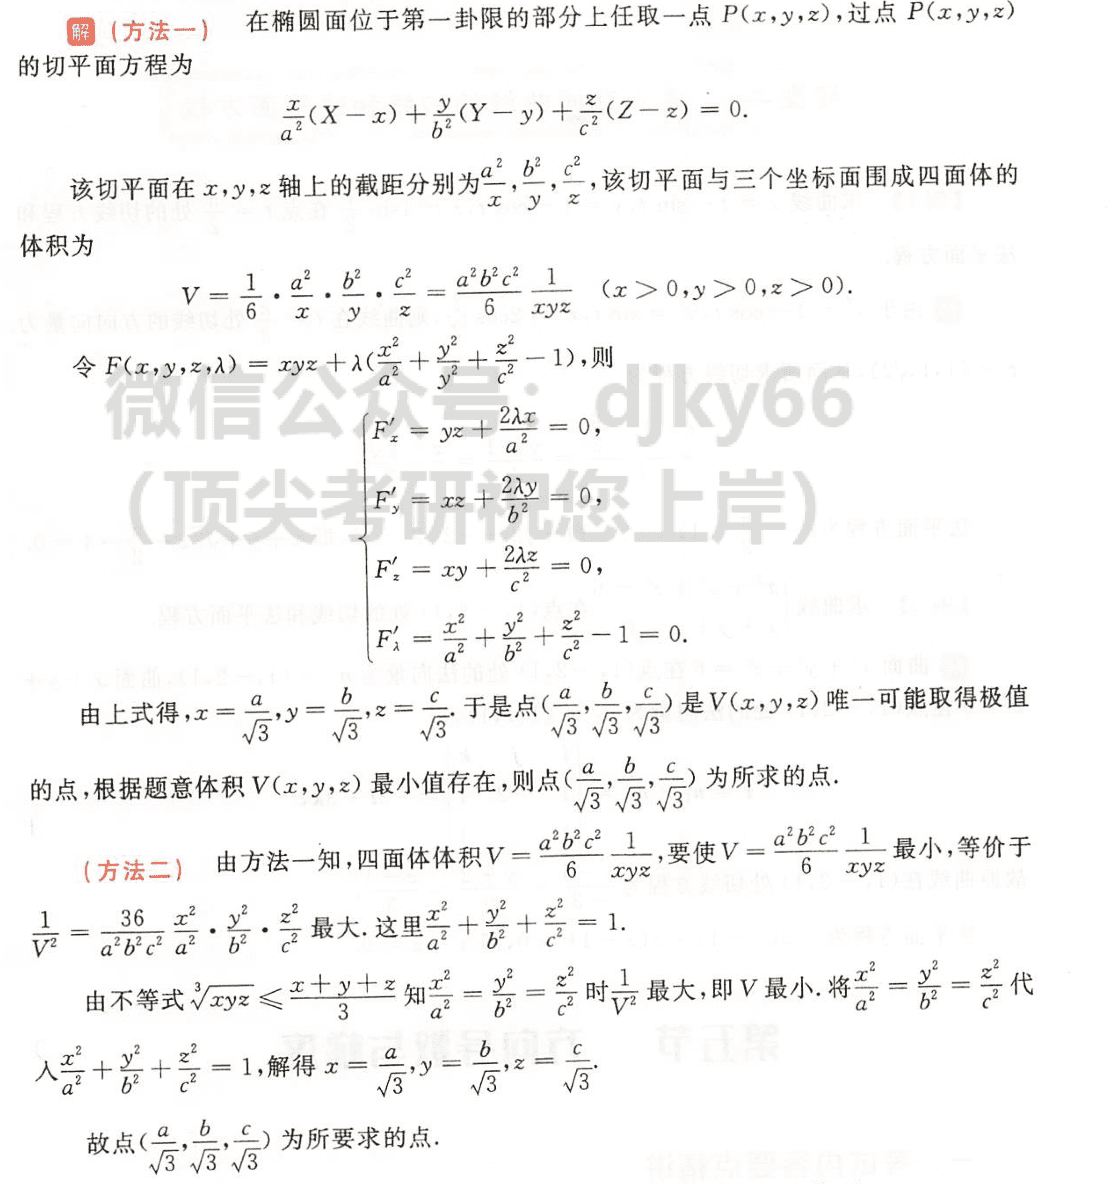 解 (方法一) 在椭圆面位于第一卦限的部分上任取一点 P(x,y,z),过点 P(x,y,z)
的切平面方程为
$\frac{x}{a^2}(X-x)+\frac{y}{b^2}(Y-y)+\frac{z}{c^2}(Z-z)=0.$
该切平面在 x,y,z 轴上的截距分别为$\frac{a^2}{x},\frac{b^2}{y},\frac{c^2}{z}$,该切平面与三个坐标面围成四面体的
体积为
$V=\frac{1}{6}\cdot\frac{a^2}{x}\cdot\frac{b^2}{y}\cdot\frac{c^2}{z}=\frac{a^2b^2c^2}{6}\frac{1}{xyz}$ (x>0,y>0,z>0).
令 $F(x,y,z,\lambda)=xyz+\lambda(\frac{x^2}{a^2}+\frac{y^2}{y^2}+\frac{z^2}{c^2}-1)$,则
微信公众号：djky66
$F'_x=yz+\frac{2\lambda x}{a^2}=0,$
（顶尖考研祝您上岸）
$F'_y=xz+\frac{2\lambda y}{b^2}=0,$
$F'_z=xy+\frac{2\lambda z}{c^2}=0,$
$F'_\lambda=\frac{x^2}{a^2}+\frac{y^2}{b^2}+\frac{z^2}{c^2}-1=0.$
由上式得,$x=\frac{a}{\sqrt{3}},y=\frac{b}{\sqrt{3}},z=\frac{c}{\sqrt{3}}$. 于是点$(\frac{a}{\sqrt{3}},\frac{b}{\sqrt{3}},\frac{c}{\sqrt{3}})$是 V(x,y,z) 唯一可能取得极值
的点,根据题意体积 V(x,y,z) 最小值存在,则点$(\frac{a}{\sqrt{3}},\frac{b}{\sqrt{3}},\frac{c}{\sqrt{3}})$ 为所求的点.
(方法二) 由方法一知,四面体体积 $V=\frac{a^2b^2c^2}{6}\frac{1}{xyz}$,要使 $V=\frac{a^2b^2c^2}{6}\frac{1}{xyz}$ 最小,等价于
$\frac{1}{V^2}=\frac{36}{a^2b^2c^2}\frac{x^2}{a^2}\cdot\frac{y^2}{b^2}\cdot\frac{z^2}{c^2}$ 最大. 这里$\frac{x^2}{a^2}+\frac{y^2}{b^2}+\frac{z^2}{c^2}=1.$
由不等式$\sqrt[3]{xyz}\leqslant\frac{x+y+z}{3}$ 知$\frac{x^2}{a^2}=\frac{y^2}{b^2}=\frac{z^2}{c^2}$ 时$\frac{1}{V^2}$ 最大,即 V 最小. 将$\frac{x^2}{a^2}=\frac{y^2}{b^2}=\frac{z^2}{c^2}$ 代
入$\frac{x^2}{a^2}+\frac{y^2}{b^2}+\frac{z^2}{c^2}=1$,解得 $x=\frac{a}{\sqrt{3}},y=\frac{b}{\sqrt{3}},z=\frac{c}{\sqrt{3}}.$
故点$(\frac{a}{\sqrt{3}},\frac{b}{\sqrt{3}},\frac{c}{\sqrt{3}})$ 为所要求的点.